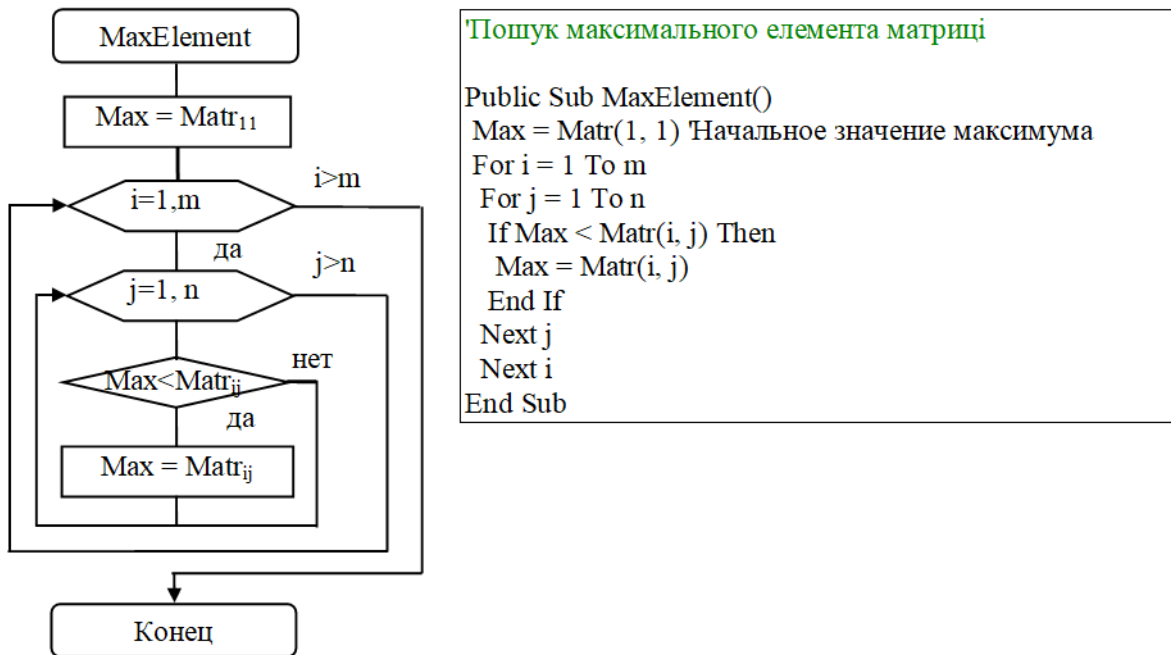 MaxElement
Max = Matr₁₁
i=1,m
i>m
да
j>n
j=1, n
нет
Max<Matrᵢⱼ
да
Max = Matrᵢⱼ
Конец
'Пошук максимального елемента матриці
Public Sub MaxElement()
Max = Matr(1, 1) 'Начальное значение максимума
For i = 1 To m
For j = 1 To n
If Max < Matr(i, j) Then
Max = Matr(i, j)
End If
Next j
Next i
End Sub